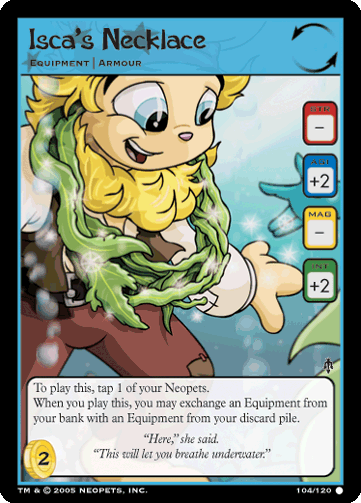 Isca's Necklace
Equipment | Armour
STR
–
AGI
+2
MAG
–
INT
+2
To play this, tap 1 of your Neopets.
When you play this, you may exchange an Equipment from
your bank with an Equipment from your discard pile.
"Here," she said.
"This will let you breathe underwater."
2
TM & © 2005 NEOPETS, INC.
104/120